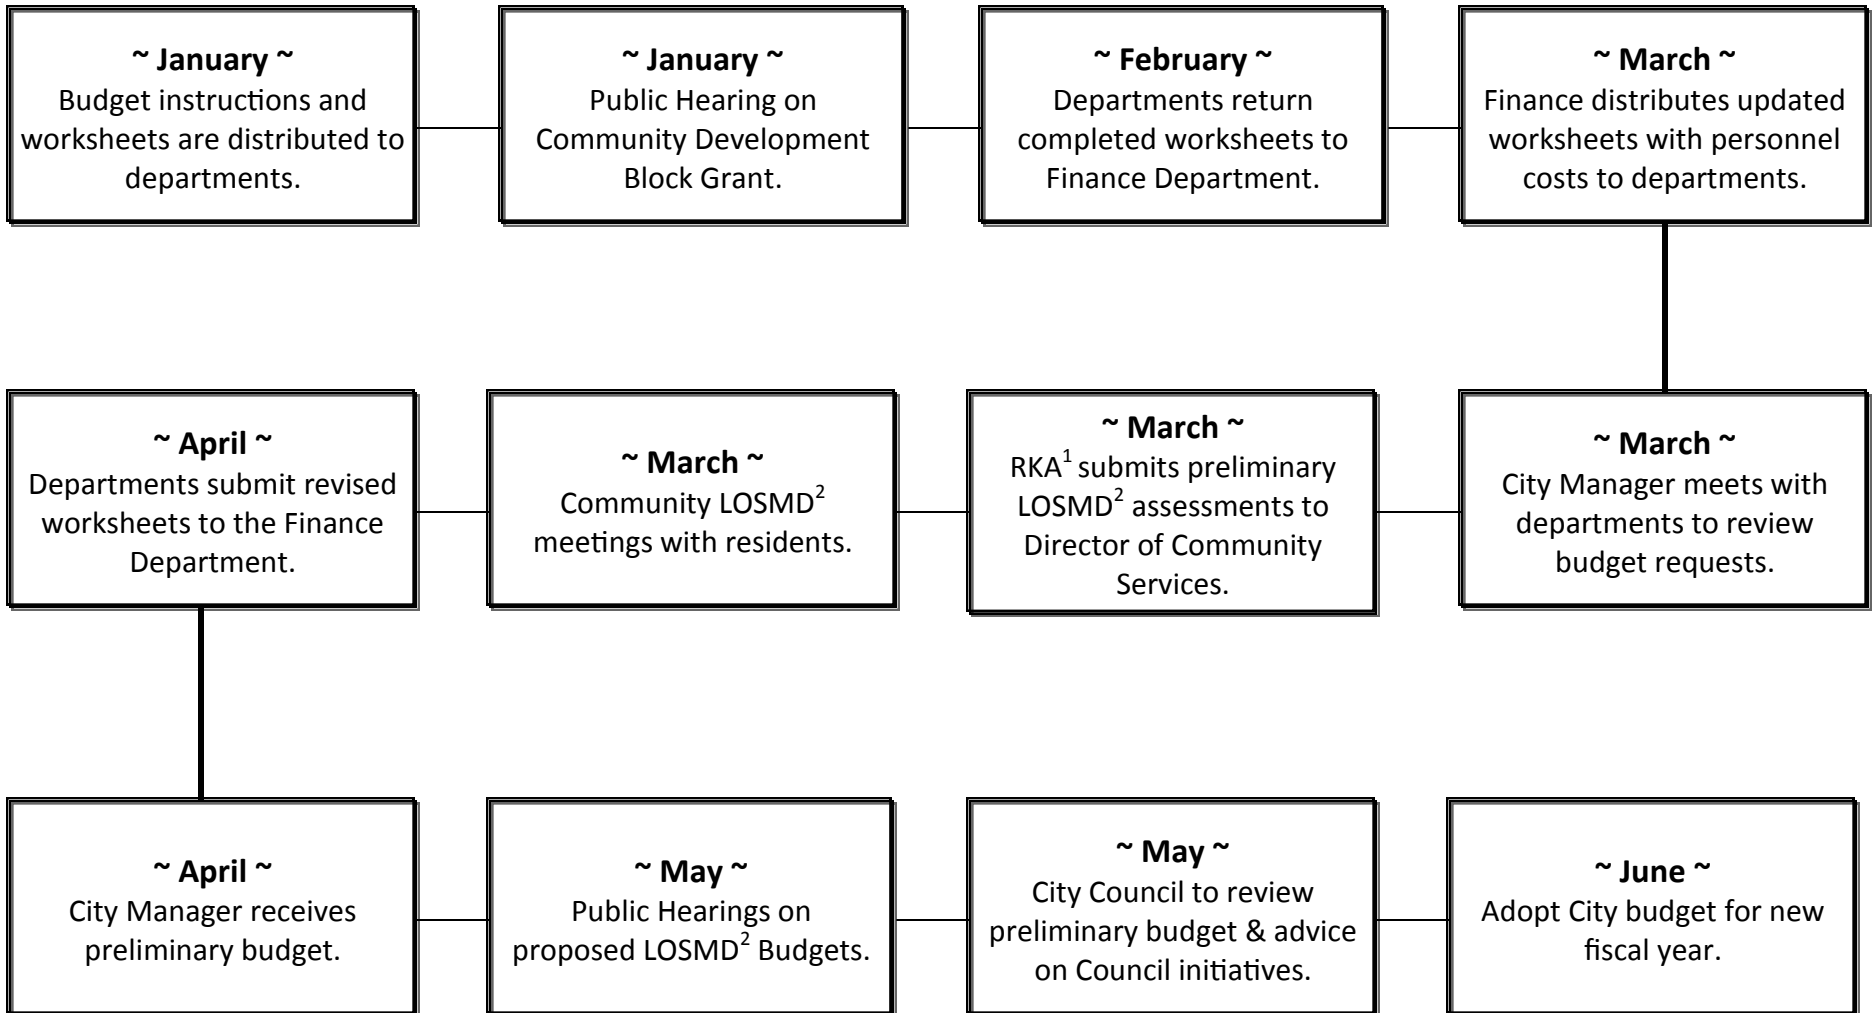 ~ January ~
Budget instructions and
worksheets are distributed to
departments.
~ January ~
Public Hearing on
Community Development
Block Grant.
~ February ~
Departments return
completed worksheets to
Finance Department.
~ March ~
Finance distributes updated
worksheets with personnel
costs to departments.
~ April ~
Departments submit revised
worksheets to the Finance
Department.
~ March ~
Community LOSMD²
meetings with residents.
~ March ~
RKA¹ submits preliminary
LOSMD² assessments to
Director of Community
Services.
~ March ~
City Manager meets with
departments to review
budget requests.
~ April ~
City Manager receives
preliminary budget.
~ May ~
Public Hearings on
proposed LOSMD² Budgets.
~ May ~
City Council to review
preliminary budget & advice
on Council initiatives.
~ June ~
Adopt City budget for new
fiscal year.